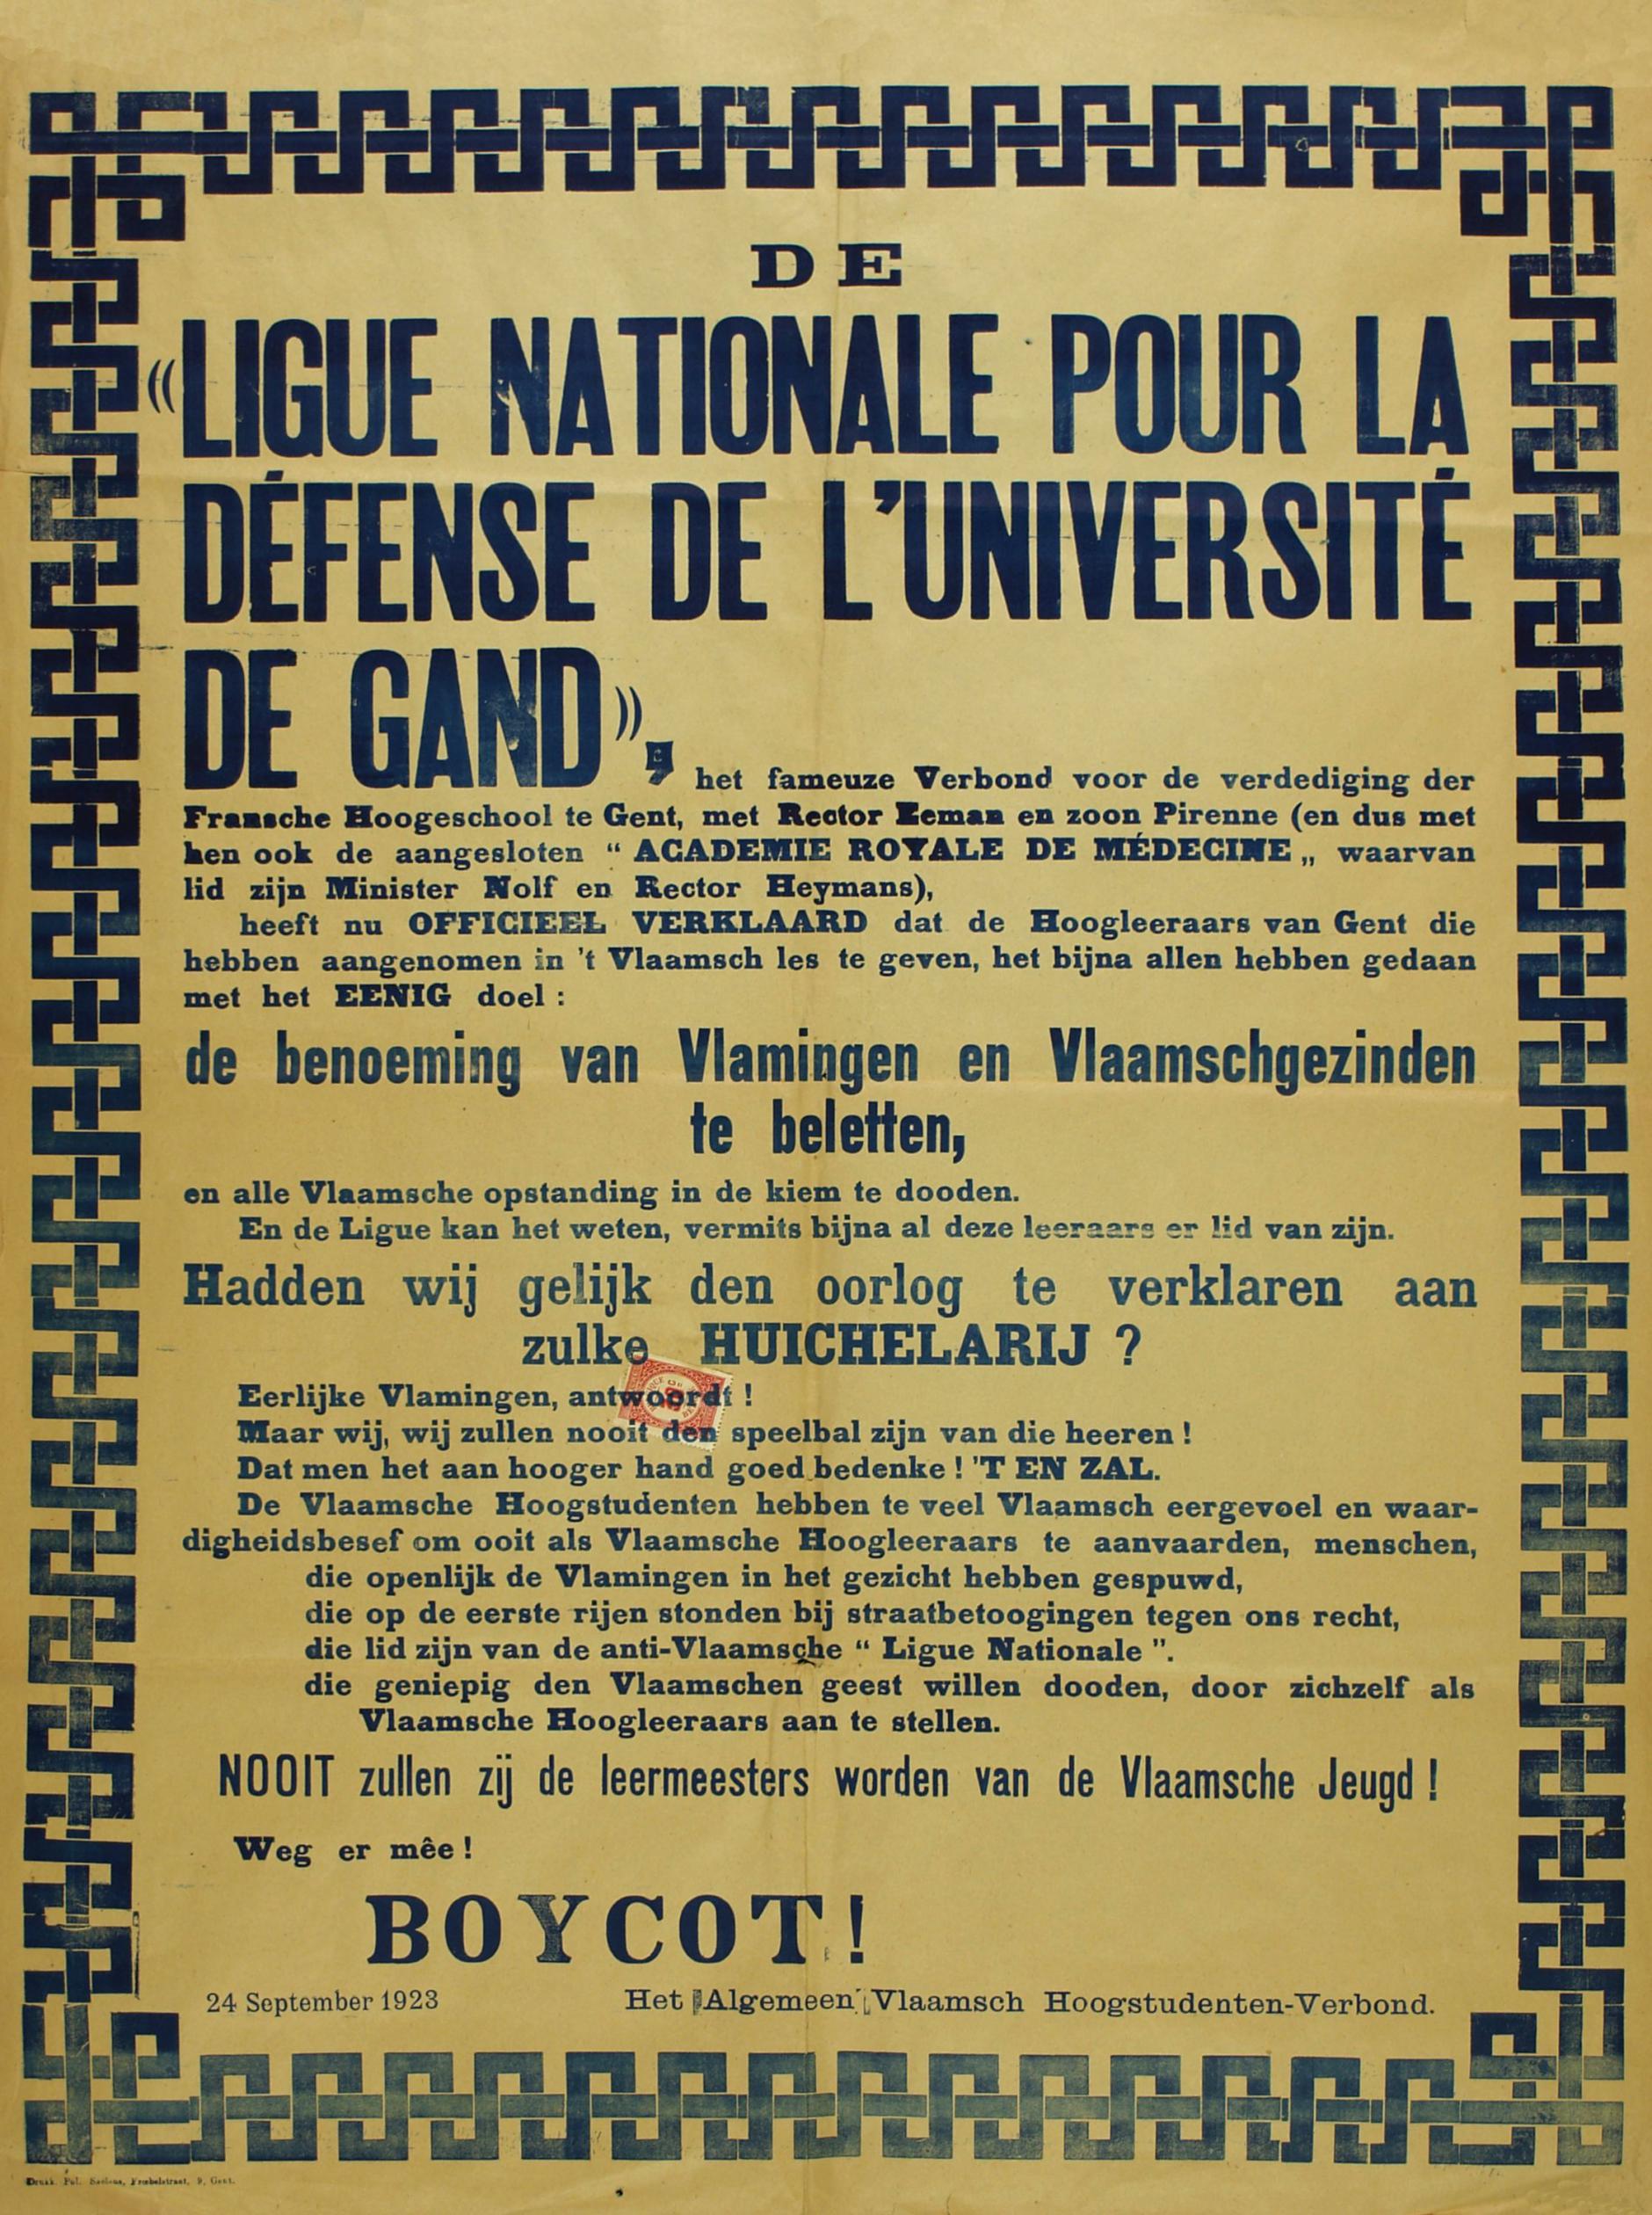 DE
«LIGUE NATIONALE POUR LA
DÉFENSE DE L'UNIVERSITÉ
DE GAND», het fameuze Verbond voor de verdediging der
Fransche Hoogeschool te Gent, met Rector Eeman en zoon Pirenne (en dus met
hen ook de aangesloten “ ACADEMIE ROYALE DE MÉDECINE „ waarvan
lid zijn Minister Nolf en Rector Heymans),
heeft nu OFFICIEEL VERKLAARD dat de Hoogleeraars van Gent die
hebben aangenomen in 't Vlaamsch les te geven, het bijna allen hebben gedaan
met het EENIG doel :
de benoeming van Vlamingen en Vlaamschgezinden
te beletten,
en alle Vlaamsche opstanding in de kiem te dooden.
En de Ligue kan het weten, vermits bijna al deze leeraars er lid van zijn.
Hadden wij gelijk den oorlog te verklaren aan
zulke HUICHELARIJ ?
Eerlijke Vlamingen, antwoordt !
Maar wij, wij zullen nooit den speelbal zijn van die heeren !
Dat men het aan hooger hand goed bedenke ! 'T EN ZAL.
De Vlaamsche Hoogstudenten hebben te veel Vlaamsch eergevoel en waar-
digheidsbesef om ooit als Vlaamsche Hoogleeraars te aanvaarden, menschen,
die openlijk de Vlamingen in het gezicht hebben gespuwd,
die op de eerste rijen stonden bij straatbetoogingen tegen ons recht,
die lid zijn van de anti-Vlaamsche “ Ligue Nationale ”.
die geniepig den Vlaamschen geest willen dooden, door zichzelf als
Vlaamsche Hoogleeraars aan te stellen.
NOOIT zullen zij de leermeesters worden van de Vlaamsche Jeugd !
Weg er mêe !
BOYCOT !
24 September 1923 Het Algemeen Vlaamsch Hoogstudenten-Verbond.
Drukk. Pol. Froebelstraat, 9, Gent.